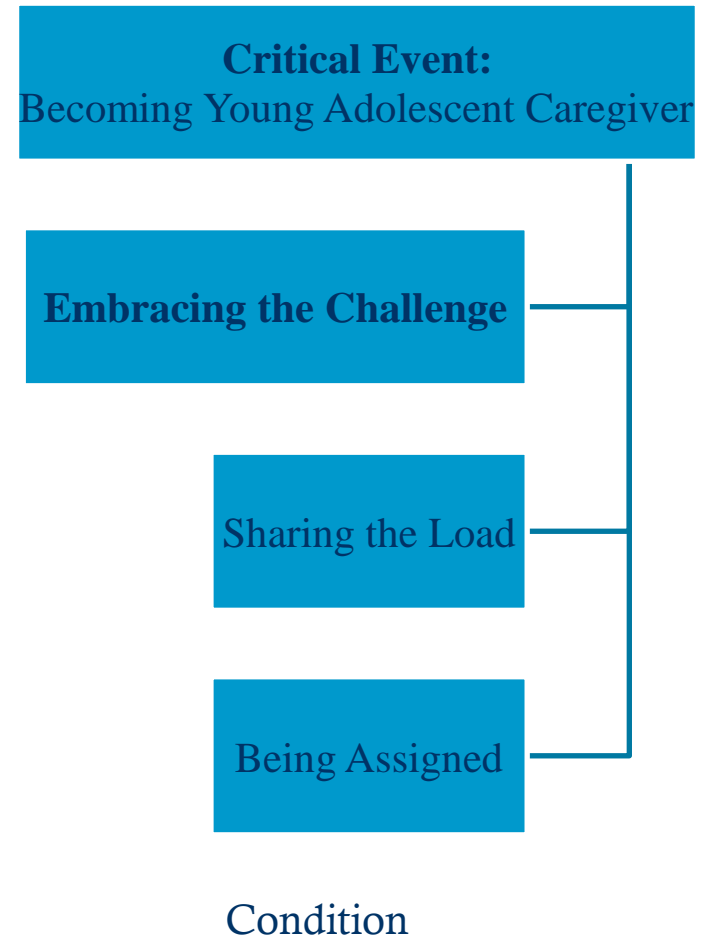 Critical Event:
Becoming Young Adolescent Caregiver
Embracing the Challenge
Sharing the Load
Being Assigned
Condition